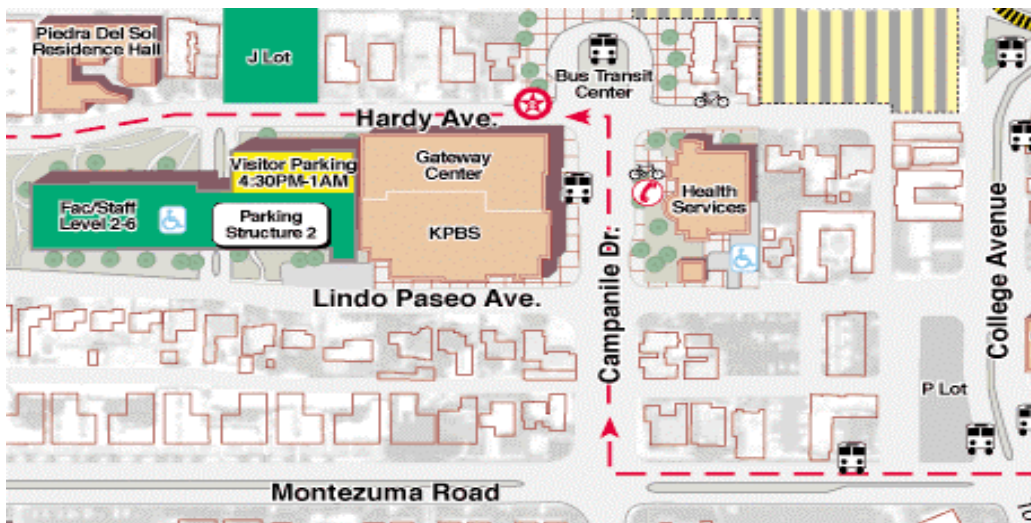 Piedra Del Sol
Residence Hall
J Lot
Bus Transit
Center
Hardy Ave.
Visitor Parking
4:30PM-1AM
Gateway
Center
Health
Services
Fac/Staff
Level 2-6
Parking
Structure 2
KPBS
Lindo Paseo Ave.
Campanile Dr.
College Avenue
P Lot
Montezuma Road